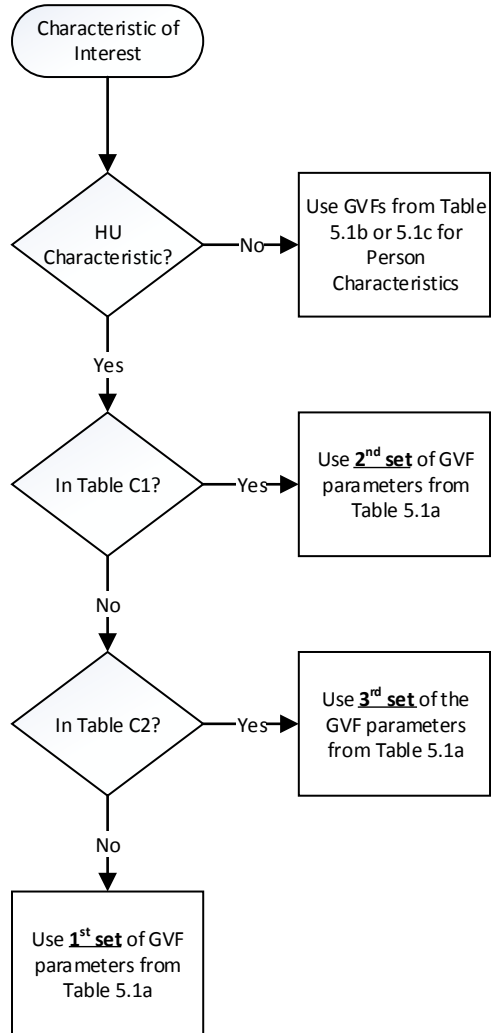 Characteristic of
Interest
HU
Characteristic?
No
Use GVFs from Table
5.1b or 5.1c for
Person
Characteristics
Yes
In Table C1?
Yes
Use 2nd set of GVF
parameters from
Table 5.1a
No
In Table C2?
Yes
Use 3rd set of the
GVF parameters
from Table 5.1a
No
Use 1st set of GVF
parameters from
Table 5.1a